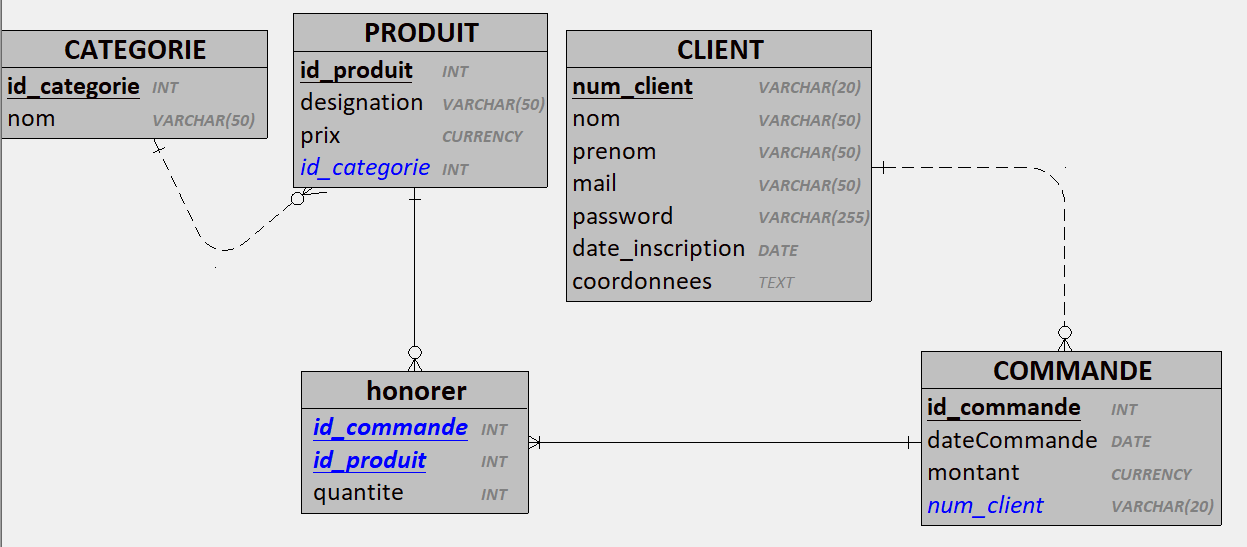 CATEGORIE
id_categorie INT
nom VARCHAR(50)
PRODUIT
id_produit INT
designation VARCHAR(50)
prix CURRENCY
id_categorie INT
CLIENT
num_client VARCHAR(20)
nom VARCHAR(50)
prenom VARCHAR(50)
mail VARCHAR(50)
password VARCHAR(255)
date_inscription DATE
coordonnees TEXT
honorer
id_commande INT
id_produit INT
quantite INT
COMMANDE
id_commande INT
dateCommande DATE
montant CURRENCY
num_client VARCHAR(20)